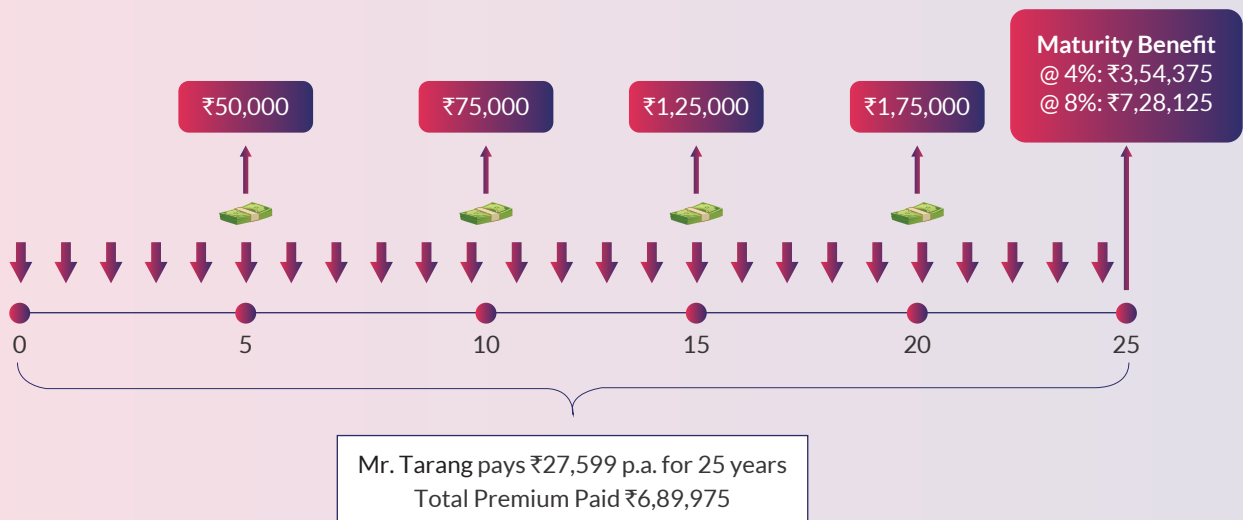 Maturity Benefit
@ 4%: ₹3,54,375
@ 8%: ₹7,28,125
₹50,000
₹75,000
₹1,25,000
₹1,75,000
0
5
10
15
20
25
Mr. Tarang pays ₹27,599 p.a. for 25 years
Total Premium Paid ₹6,89,975